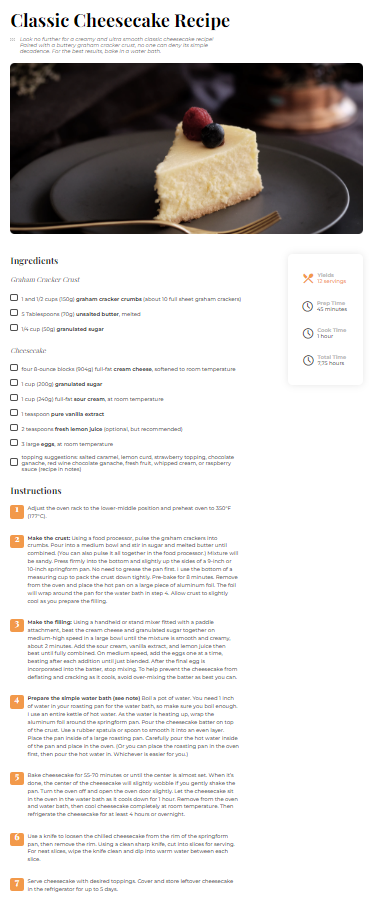 Classic Cheesecake Recipe
Look no further for a creamy and ultra smooth classic cheesecake recipe!
Paired with a buttery graham cracker crust, no one can deny its simple
decadence. For the best results, bake in a water bath.
Ingredients
Graham Cracker Crust
1 and 1/2 cups (150g) graham cracker crumbs (about 10 full sheet graham crackers)
5 Tablespoons (70g) unsalted butter, melted
1/4 cup (50g) granulated sugar
Cheesecake
four 8-ounce blocks (904g) full-fat cream cheese, softened to room temperature
1 cup (200g) granulated sugar
1 cup (240g) full-fat sour cream, at room temperature
1 teaspoon pure vanilla extract
2 teaspoons fresh lemon juice (optional, but recommended)
3 large eggs, at room temperature
topping suggestions: salted caramel, lemon curd, strawberry topping, chocolate
ganache, red wine chocolate ganache, fresh fruit, whipped cream, or raspberry
sauce (recipe in notes)
Yields
12 servings
Prep Time
45 minutes
Cook Time
1 hour
Total Time
7.75 hours
Instructions
1 Adjust the oven rack to the lower-middle position and preheat oven to 350°F
(177°C).
2 Make the crust: Using a food processor, pulse the graham crackers into
crumbs. Pour into a medium bowl and stir in sugar and melted butter until
combined. (You can also pulse it all together in the food processor.) Mixture will
be sandy. Press firmly into the bottom and slightly up the sides of a 9-inch or
10-inch springform pan. No need to grease the pan first. I use the bottom of a
measuring cup to pack the crust down tightly. Pre-bake for 8 minutes. Remove
from the oven and place the hot pan on a large piece of aluminum foil. The foil
will wrap around the pan for the water bath in step 4. Allow crust to slightly
cool as you prepare the filling.
3 Make the filling: Using a handheld or stand mixer fitted with a paddle
attachment, beat the cream cheese and granulated sugar together on
medium-high speed in a large bowl until the mixture is smooth and creamy,
about 2 minutes. Add the sour cream, vanilla extract, and lemon juice then
beat until fully combined. On medium speed, add the eggs one at a time,
beating after each addition until just blended. After the final egg is
incorporated into the batter, stop mixing. To help prevent the cheesecake from
deflating and cracking as it cools, avoid over-mixing the batter as best you can.
4 Prepare the simple water bath (see note) Boil a pot of water. You need 1 inch
of water in your roasting pan for the water bath, so make sure you boil enough.
I use an entire kettle of hot water. As the water is heating up, wrap the
aluminum foil around the springform pan. Pour the cheesecake batter on top
of the crust. Use a rubber spatula or spoon to smooth it into an even layer.
Place the pan inside of a large roasting pan. Carefully pour the hot water inside
of the pan and place in the oven. (Or you can place the roasting pan in the oven
first, then pour the hot water in. Whichever is easier for you.)
5 Bake cheesecake for 55-70 minutes or until the center is almost set. When it's
done, the center of the cheesecake will slightly wobble if you gently shake the
pan. Turn the oven off and open the oven door slightly. Let the cheesecake sit
in the oven in the water bath as it cools down for 1 hour. Remove from the oven
and water bath, then cool cheesecake completely at room temperature. Then
refrigerate the cheesecake for at least 4 hours or overnight.
6 Use a knife to loosen the chilled cheesecake from the rim of the springform
pan, then remove the rim. Using a clean sharp knife, cut into slices for serving.
For neat slices, wipe the knife clean and dip into warm water between each
slice.
7 Serve cheesecake with desired toppings. Cover and store leftover cheesecake
in the refrigerator for up to 5 days.